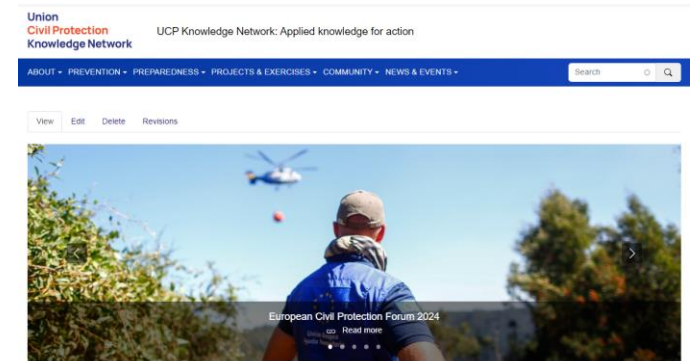 Union
Civil Protection
Knowledge Network
UCP Knowledge Network: Applied knowledge for action
ABOUT PREVENTION PREPAREDNESS PROJECTS & EXERCISES COMMUNITY NEWS & EVENTS
Search
View Edit Delete Revisions
European Civil Protection Forum 2024
Read more